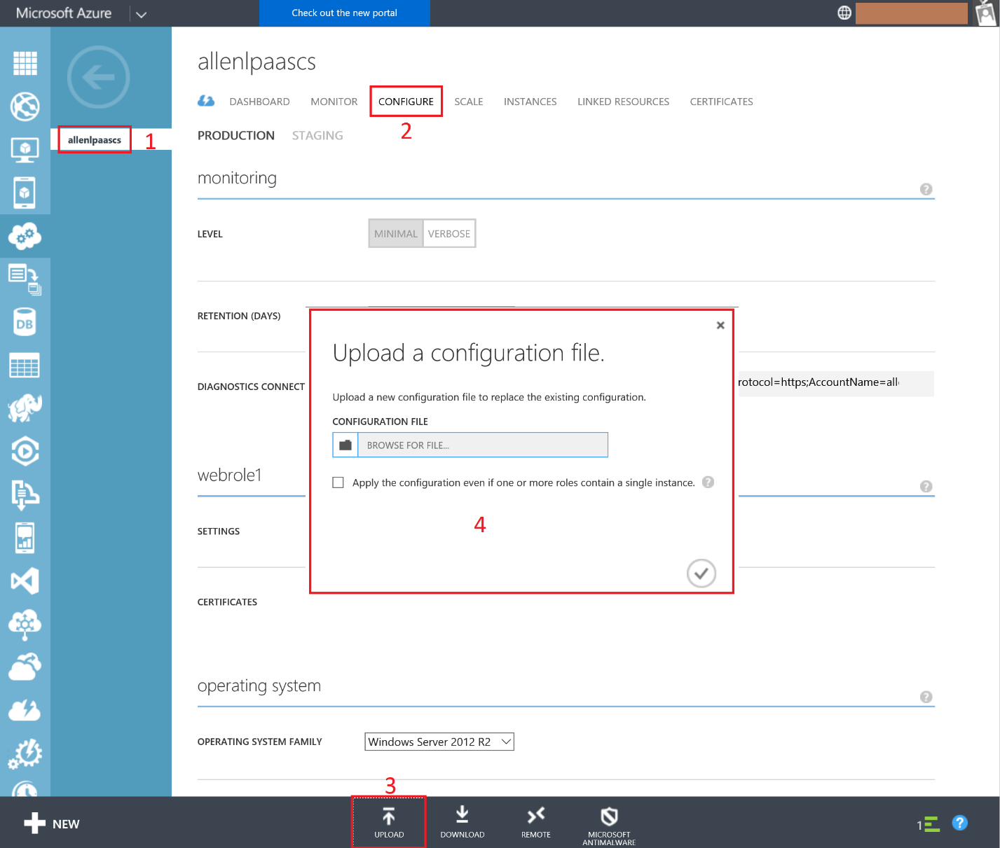 Microsoft Azure
Check out the new portal
allenlpaascs
DASHBOARD MONITOR CONFIGURE SCALE INSTANCES LINKED RESOURCES CERTIFICATES
2
PRODUCTION STAGING
allenlpaascs 1
monitoring
?
LEVEL MINIMAL VERBOSE
RETENTION (DAYS)
Upload a configuration file.
DIAGNOSTICS CONNECT
rotocol=https;AccountName=all
Upload a new configuration file to replace the existing configuration.
CONFIGURATION FILE
BROWSE FOR FILE...
Apply the configuration even if one or more roles contain a single instance. ?
4
webrole1
?
SETTINGS
CERTIFICATES
DB
operating system
?
OPERATING SYSTEM FAMILY Windows Server 2012 R2
3
NEW
UPLOAD
DOWNLOAD
REMOTE
MICROSOFT
ANTIMALWARE
1
?